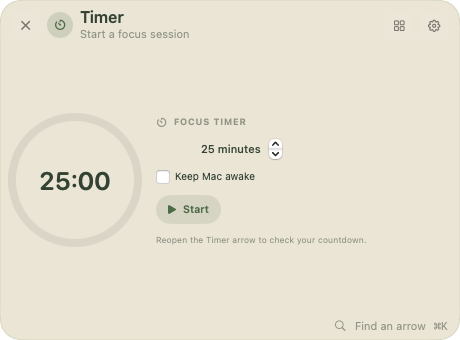 Timer
Start a focus session
FOCUS TIMER
25:00
25 minutes
Keep Mac awake
Start
Reopen the Timer arrow to check your countdown.
Find an arrow ⌘K